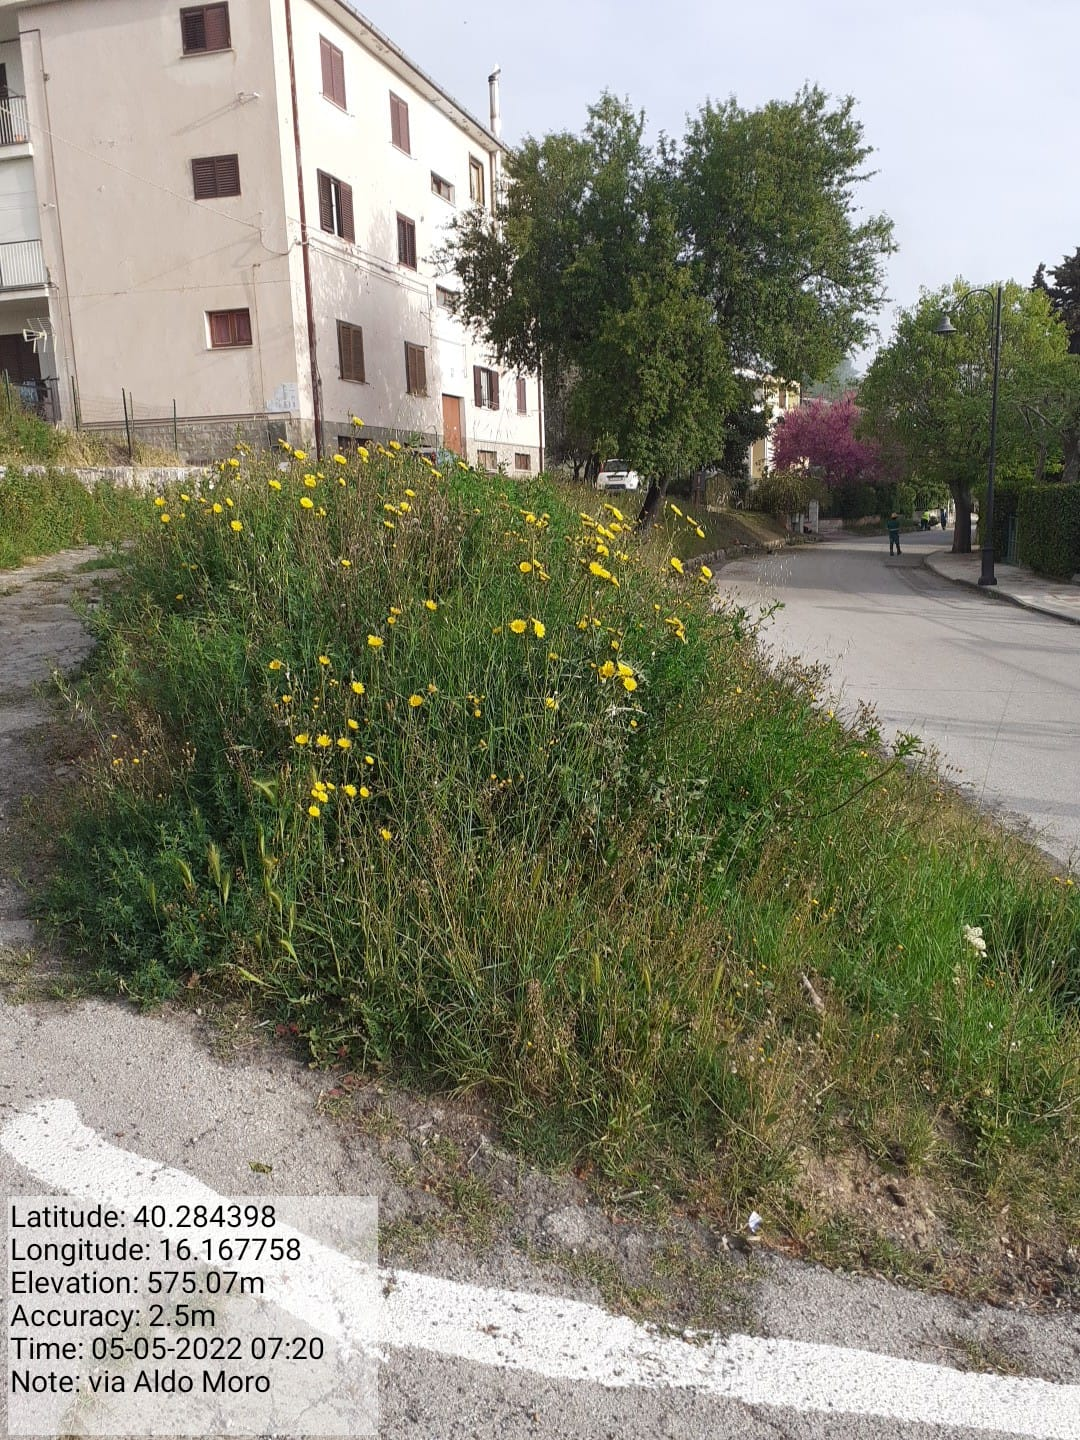 Latitude: 40.284398
Longitude: 16.167758
Elevation: 575.07m
Accuracy: 2.5m
Time: 05-05-2022 07:20
Note: via Aldo Moro